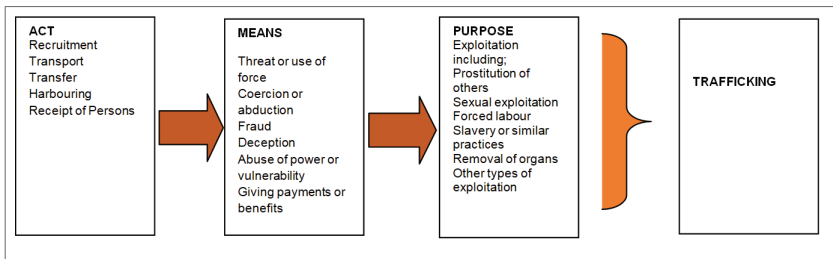 ACT
Recruitment
Transport
Transfer
Harbouring
Receipt of Persons
MEANS
Threat or use of
force
Coercion or
abduction
Fraud
Deception
Abuse of power or
vulnerability
Giving payments or
benefits
PURPOSE
Exploitation
including;
Prostitution of
others
Sexual exploitation
Forced labour
Slavery or similar
practices
Removal of organs
Other types of
exploitation
TRAFFICKING